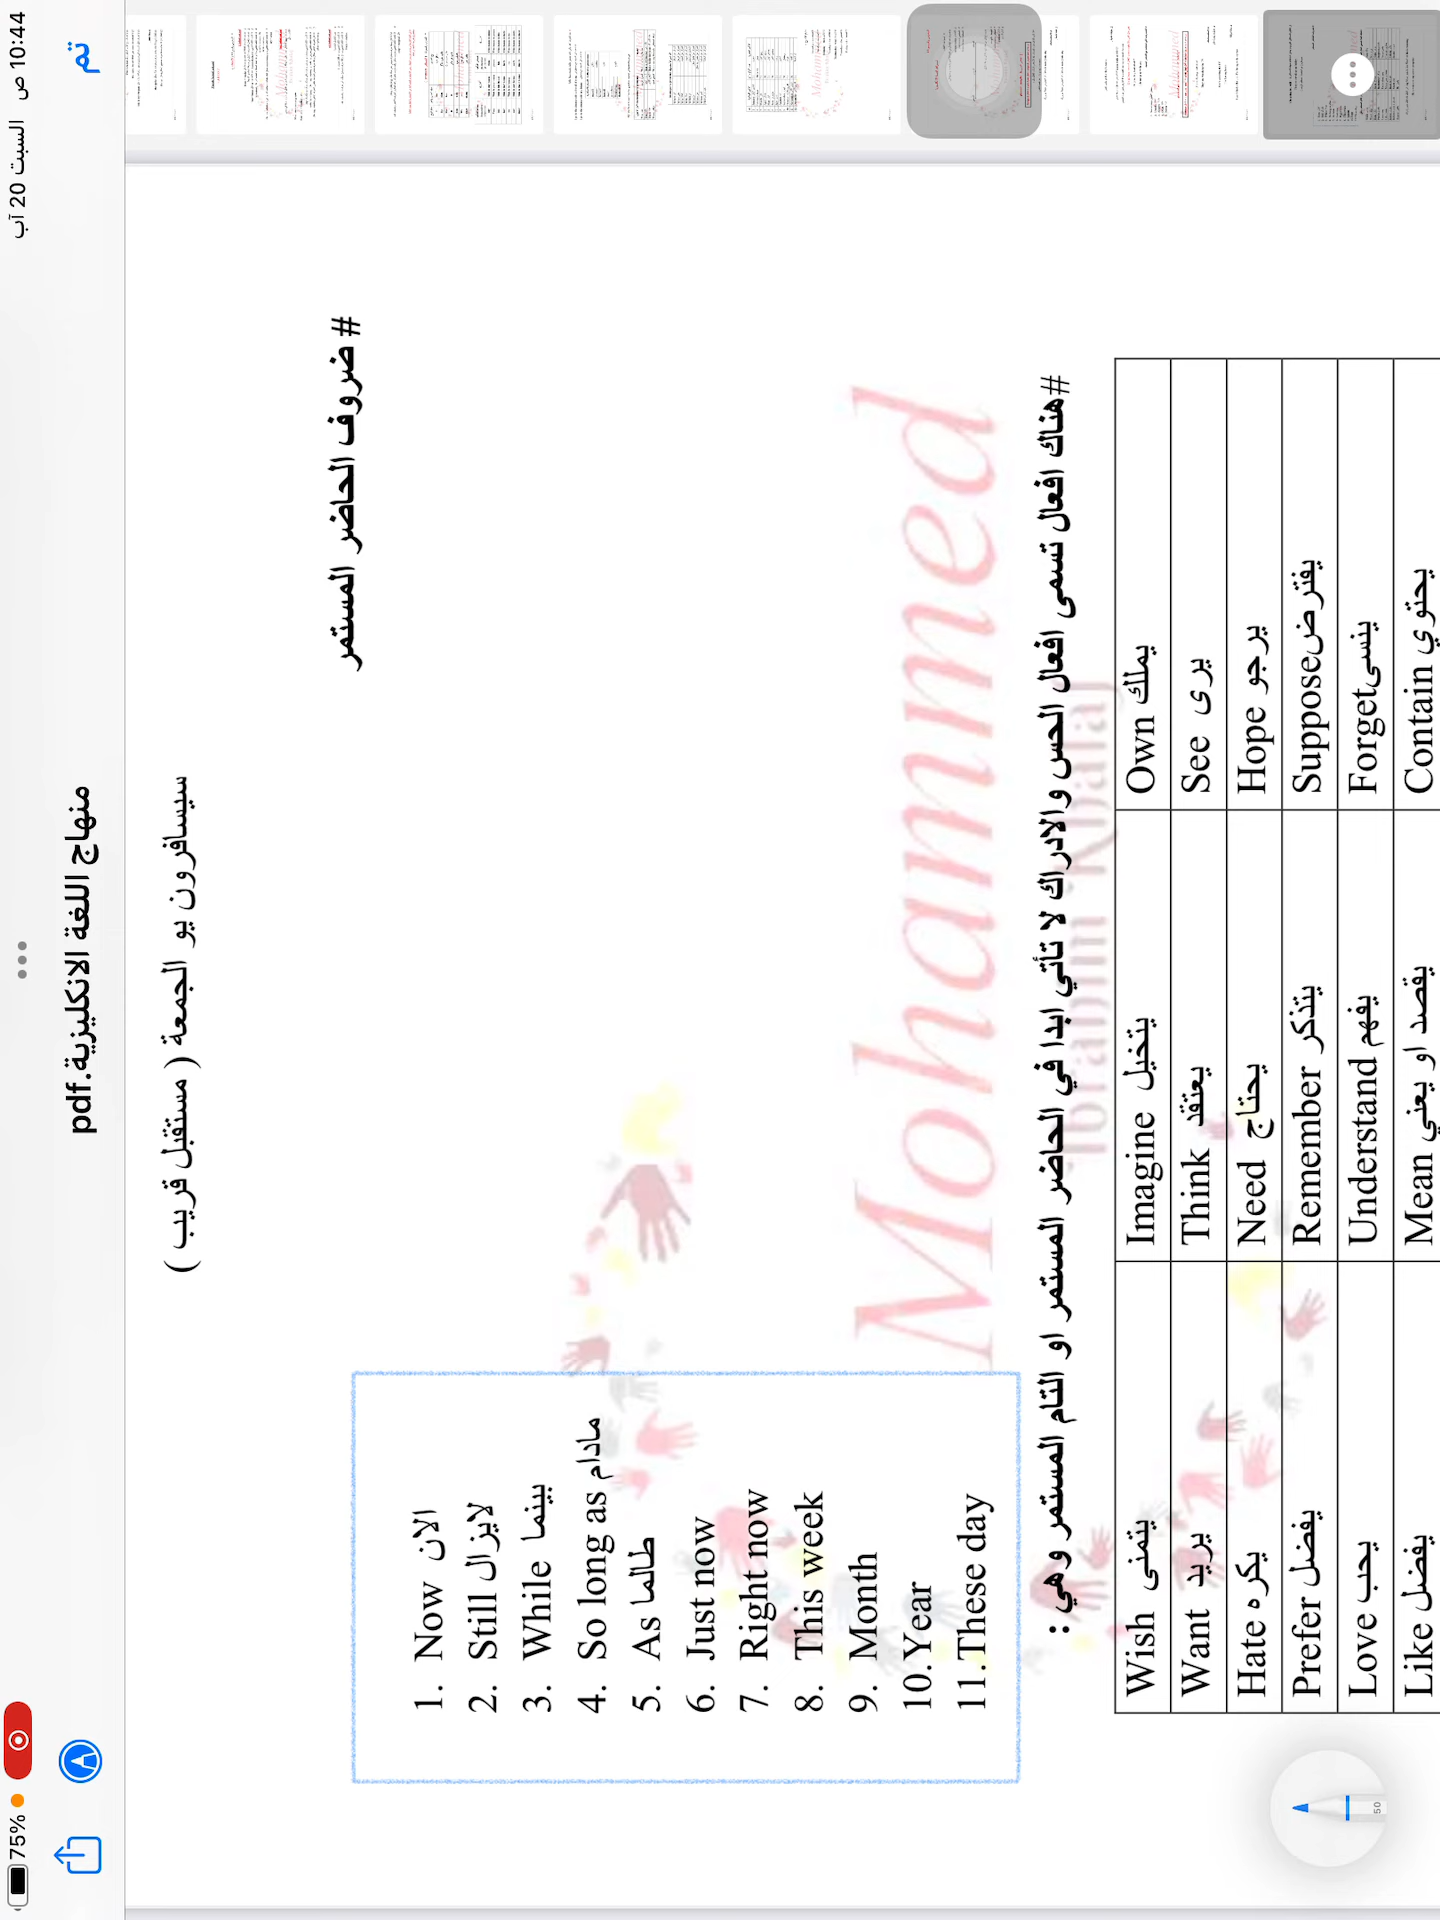 10:44 ص السبت 20 آب
75%
تم
منهاج اللغة الانكليزية.pdf
سيسافرون يو الجمعة ( مستقبل قريب )
# ضروف الحاضر المستمر
1. Now الان
2. Still لايزال
3. While بينما
4. So long as مادام
5. As طالما
6. Just now
7. Right now
8. This week
9. Month
10.Year
11.These day
Mohammed
Ibrahim Kbalaj
#هناك افعال تسمى افعال الحس والادراك لا تأتي ابدا في الحاضر المستمر او التام المستمر وهي :
Wish يتمنى Imagine يتخيل Own يملك
Want يريد Think يعتقد See يرى
Hate يكره Need يحتاج Hope يرجو
Prefer يفضل Remember يتذكر Suppose يفترض
Love يحب Understand يفهم Forget ينسى
Like يفضل Mean يقصد او يعني Contain يحتوي
50